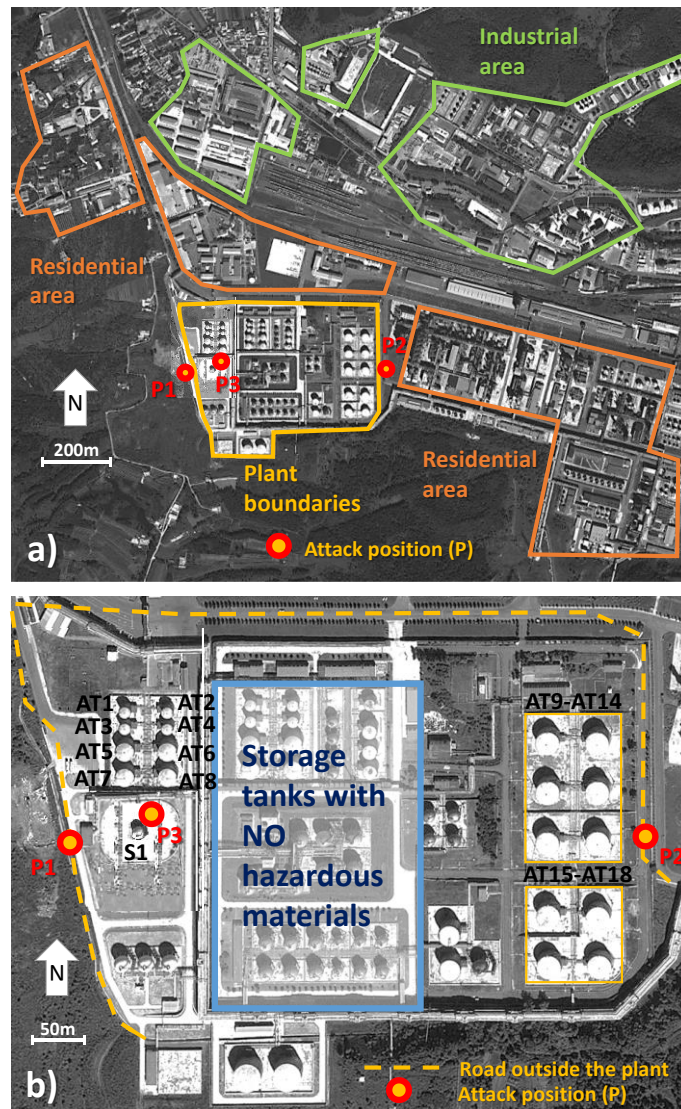 Industrial
area
Residential
area
P1
P3
P2
N
200m
Plant
boundaries
Residential
area
a)
Attack position (P)
AT1
AT2
AT3
AT4
AT5
AT6
AT7
AT8
AT9-AT14
Storage
tanks with
NO
hazardous
materials
P3
S1
P1
P2
AT15-AT18
N
50m
b)
Road outside the plant
Attack position (P)